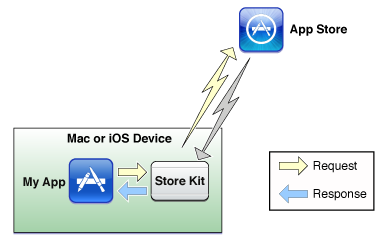 App Store
Mac or iOS Device
My App
Store Kit
Request
Response